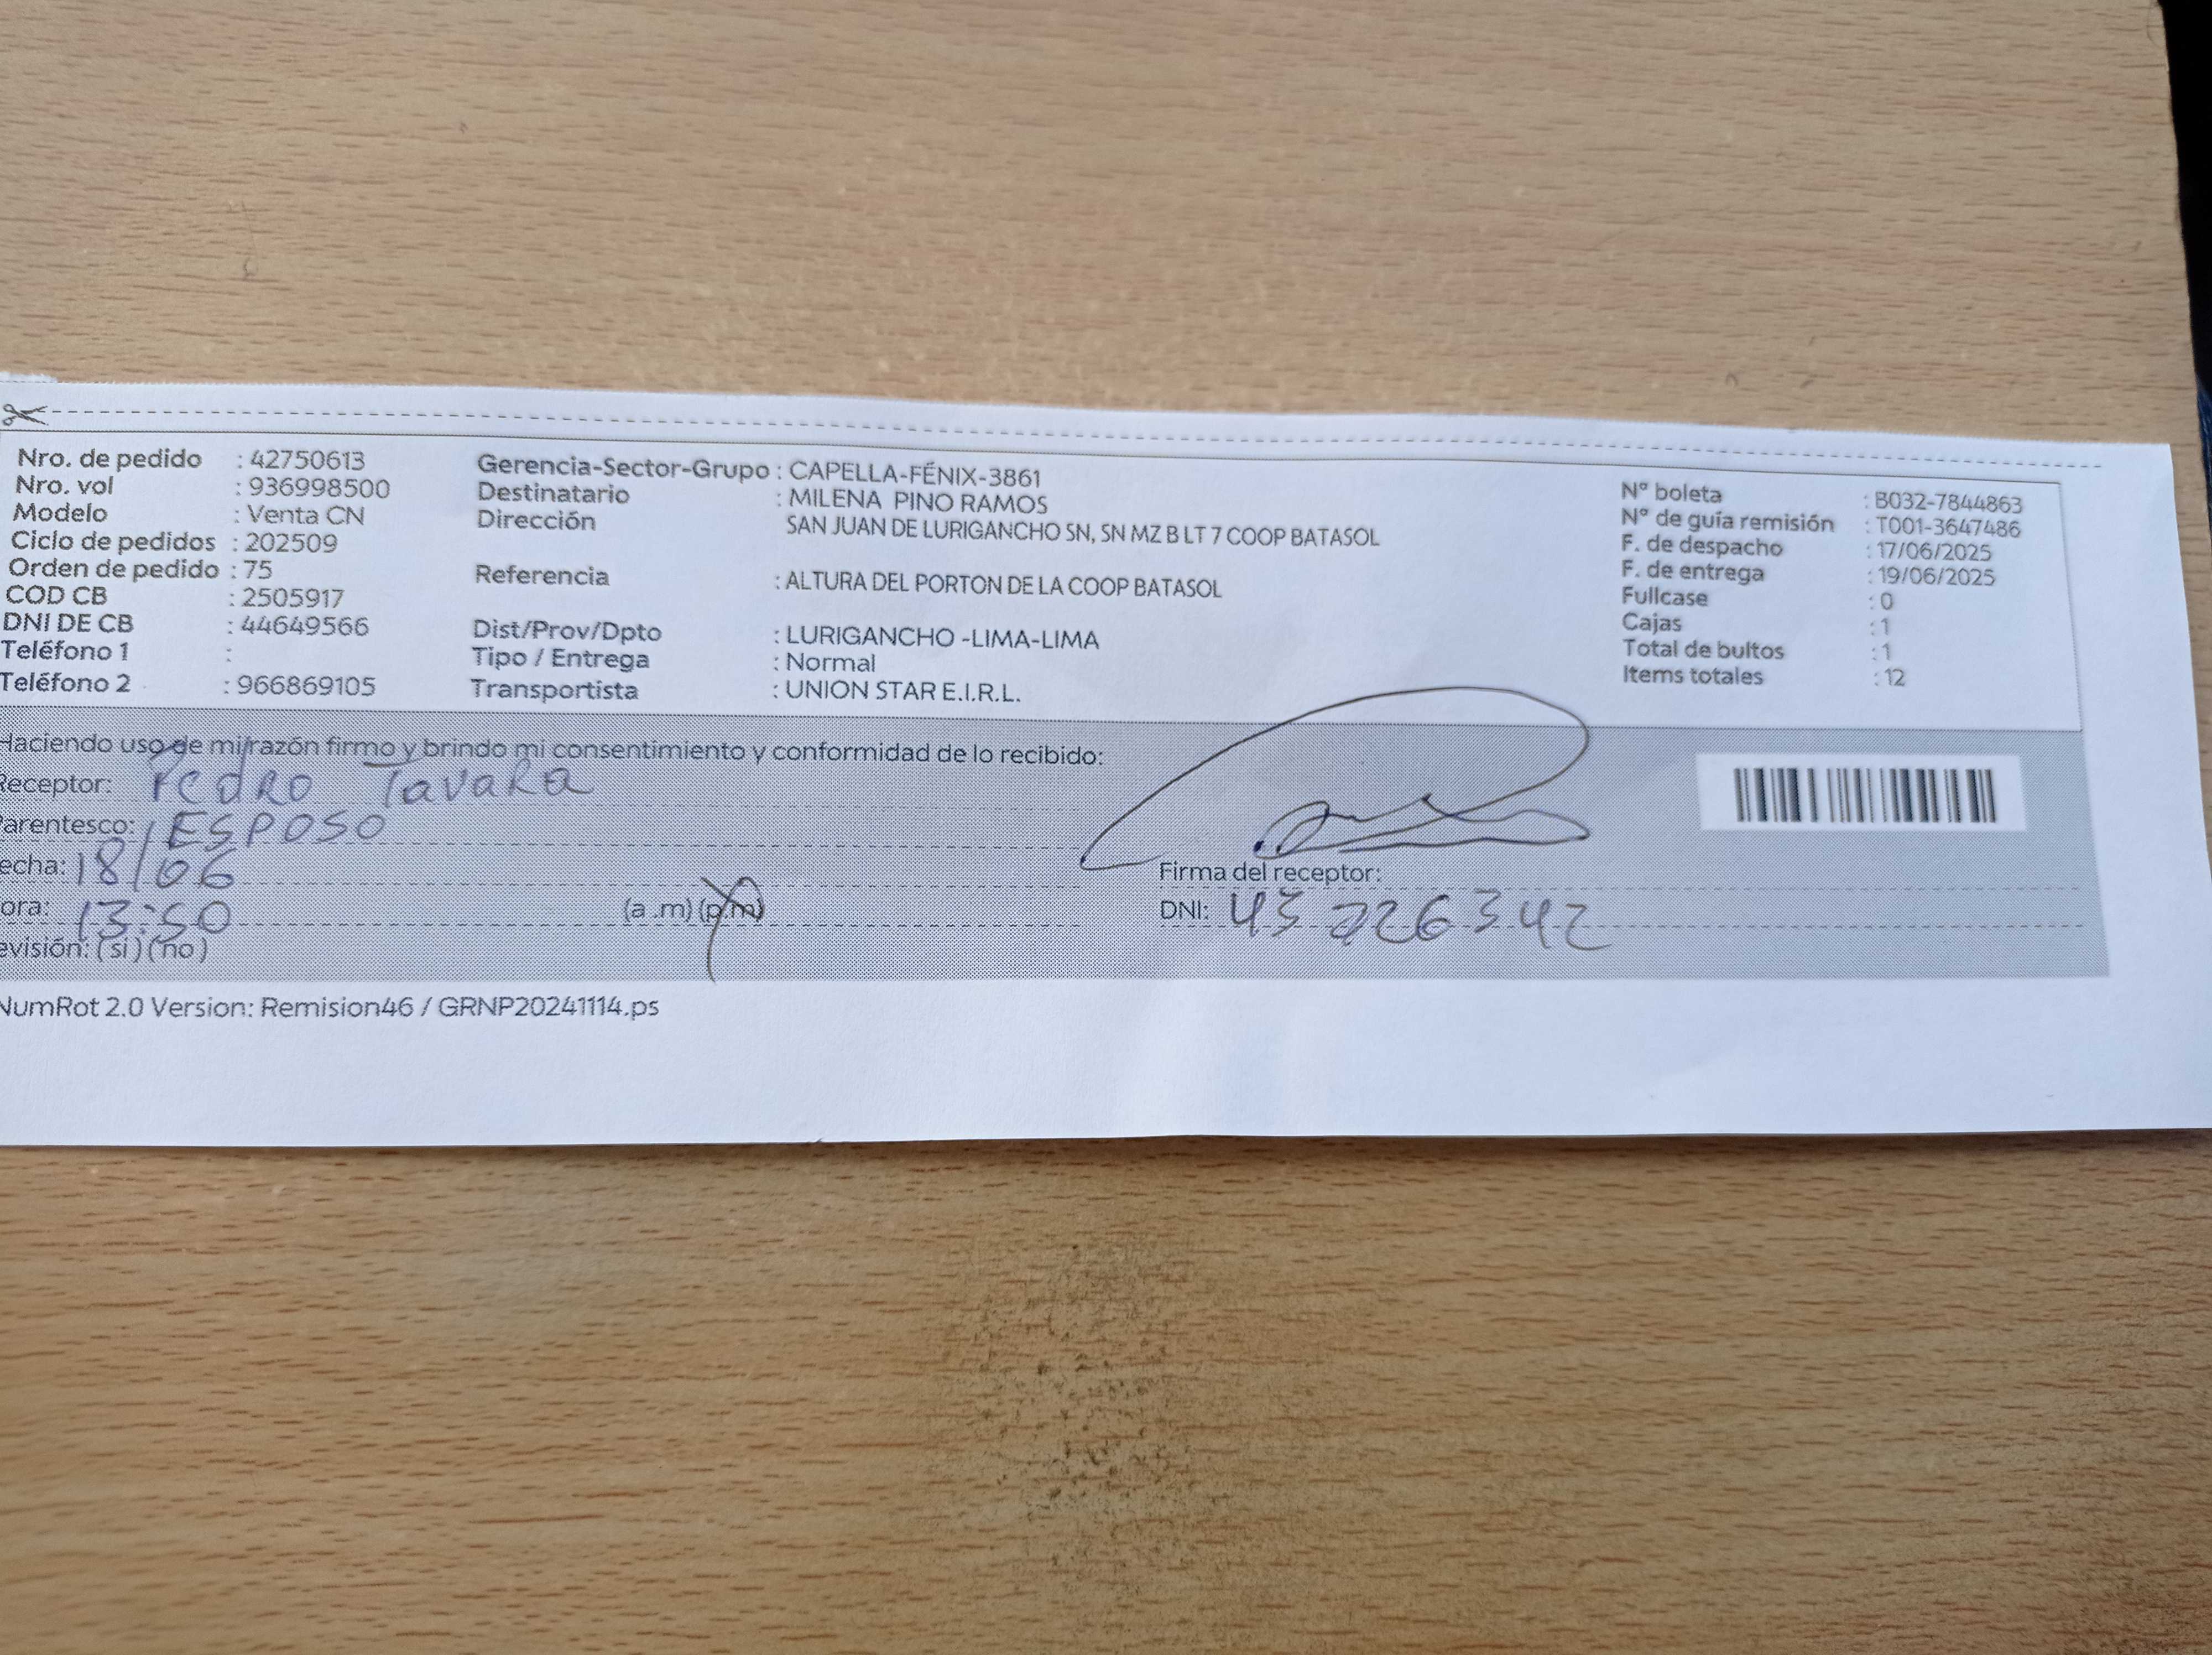 Nro. de pedido : 42750613
Nro. vol : 936998500
Modelo : Venta CN
Ciclo de pedidos : 202509
Orden de pedido : 75
COD CB : 2505917
DNI DE CB : 44649566
Teléfono 1 :
Teléfono 2 : 966869105
Gerencia-Sector-Grupo : CAPELLA-FÉNIX-3861
Destinatario : MILENA PINO RAMOS
Dirección SAN JUAN DE LURIGANCHO SN, SN MZ B LT 7 COOP BATASOL
Referencia : ALTURA DEL PORTON DE LA COOP BATASOL
Dist/Prov/Dpto : LURIGANCHO -LIMA-LIMA
Tipo / Entrega : Normal
Transportista : UNION STAR E.I.R.L.
Nº boleta : B032-7844863
Nº de guía remisión : T001-3647486
F. de despacho : 17/06/2025
F. de entrega : 19/06/2025
Fullcase : 0
Cajas : 1
Total de bultos : 1
Items totales : 12
Haciendo uso de mi razón firmo y brindo mi consentimiento y conformidad de lo recibido:
Receptor: Pedro Tavara
Parentesco: ESPOSO
echa: 18/06
ora: 13:50 (a .m) (p.m)
evisión: ( si ) ( no )
Firma del receptor:
DNI: 43226342
NumRot 2.0 Version: Remision46 / GRNP20241114.ps